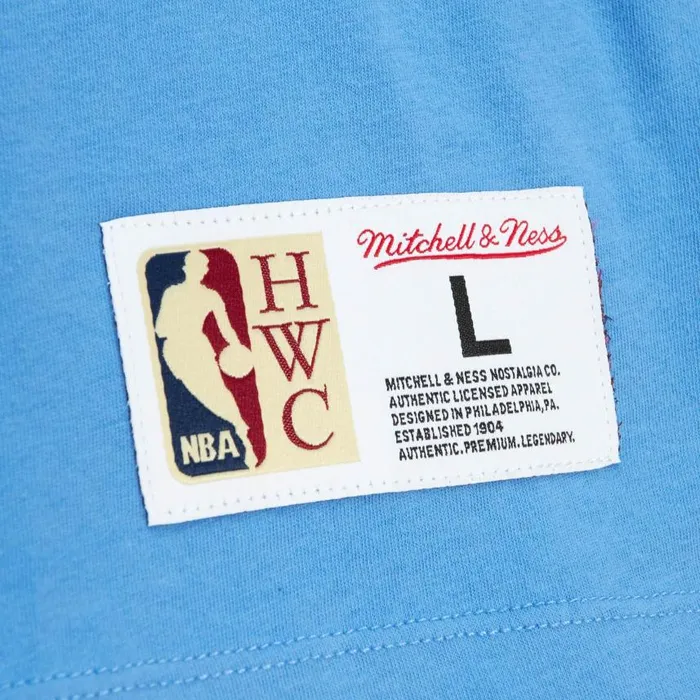 NBA
H
W
C
Mitchell & Ness
L
MITCHELL & NESS NOSTALGIA CO.
AUTHENTIC LICENSED APPAREL
DESIGNED IN PHILADELPHIA, PA.
ESTABLISHED 1904
AUTHENTIC. PREMIUM. LEGENDARY.